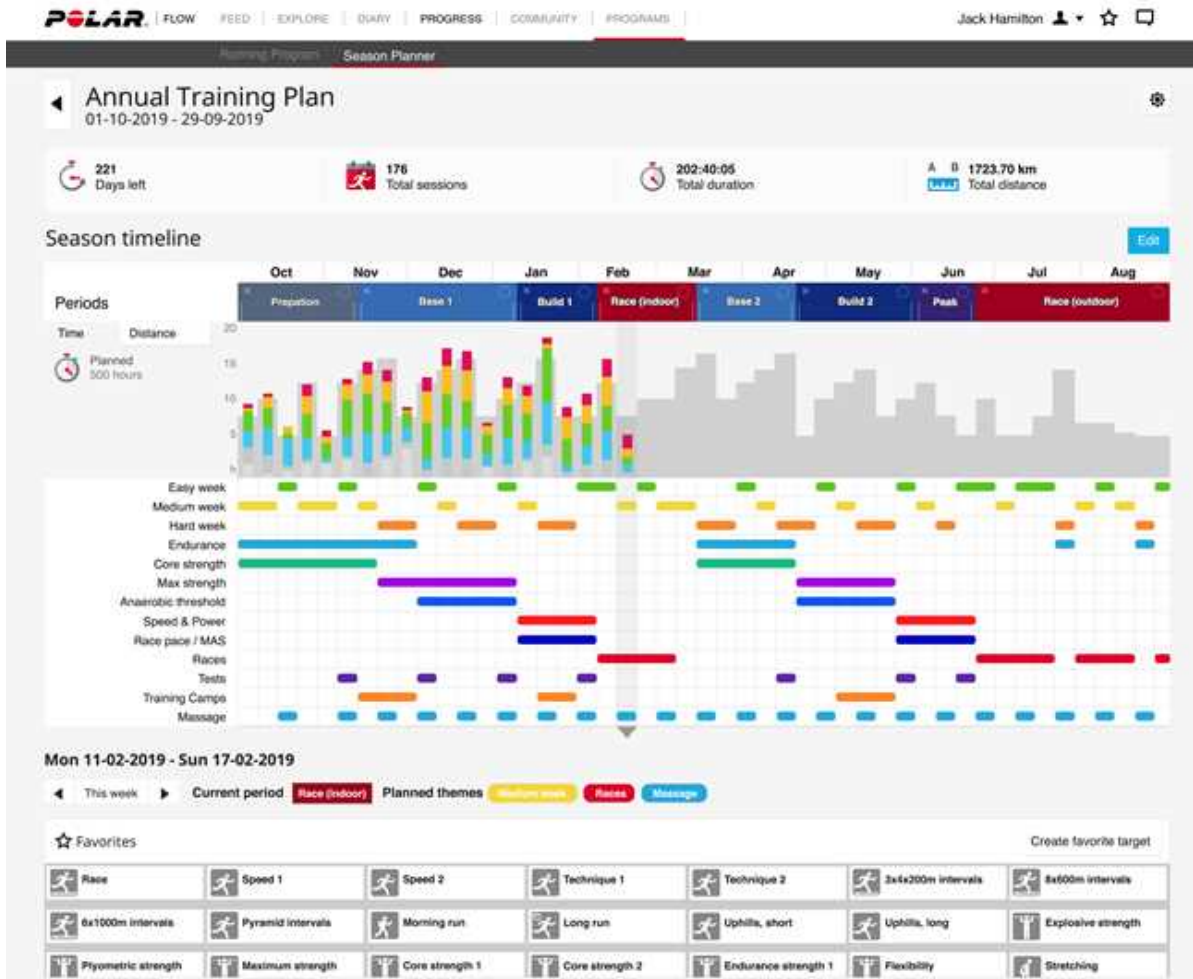 POLAR. FLOW FEED EXPLORE DIARY PROGRESS COMMUNITY PROGRAMS Jack Hamilton
Running Program Season Planner
Annual Training Plan
01-10-2019 - 29-09-2019
221 Days left
176 Total sessions
202:40:05 Total duration
A B 1723.70 km Total distance
Season timeline Edit
Oct Nov Dec Jan Feb Mar Apr May Jun Jul Aug
Periods Prepation Base 1 Build 1 Race (indoor) Base 2 Build 2 Peak Race (outdoor)
Time Distance
Planned
500 hours
20
15
10
5
h
Easy week
Medium week
Hard week
Endurance
Core strength
Max strength
Anaerobic threshold
Speed & Power
Race pace / MAS
Races
Tests
Training Camps
Massage
Mon 11-02-2019 - Sun 17-02-2019
This week Current period Race (indoor) Planned themes Medium week Races Massage
Favorites Create favorite target
Race Speed 1 Speed 2 Technique 1 Technique 2 3x4x200m intervals 8x600m intervals
6x1000m intervals Pyramid intervals Morning run Long run Uphills, short Uphills, long Explosive strength
Plyometric strength Maximum strength Core strength 1 Core strength 2 Endurance strength 1 Flexibility Stretching